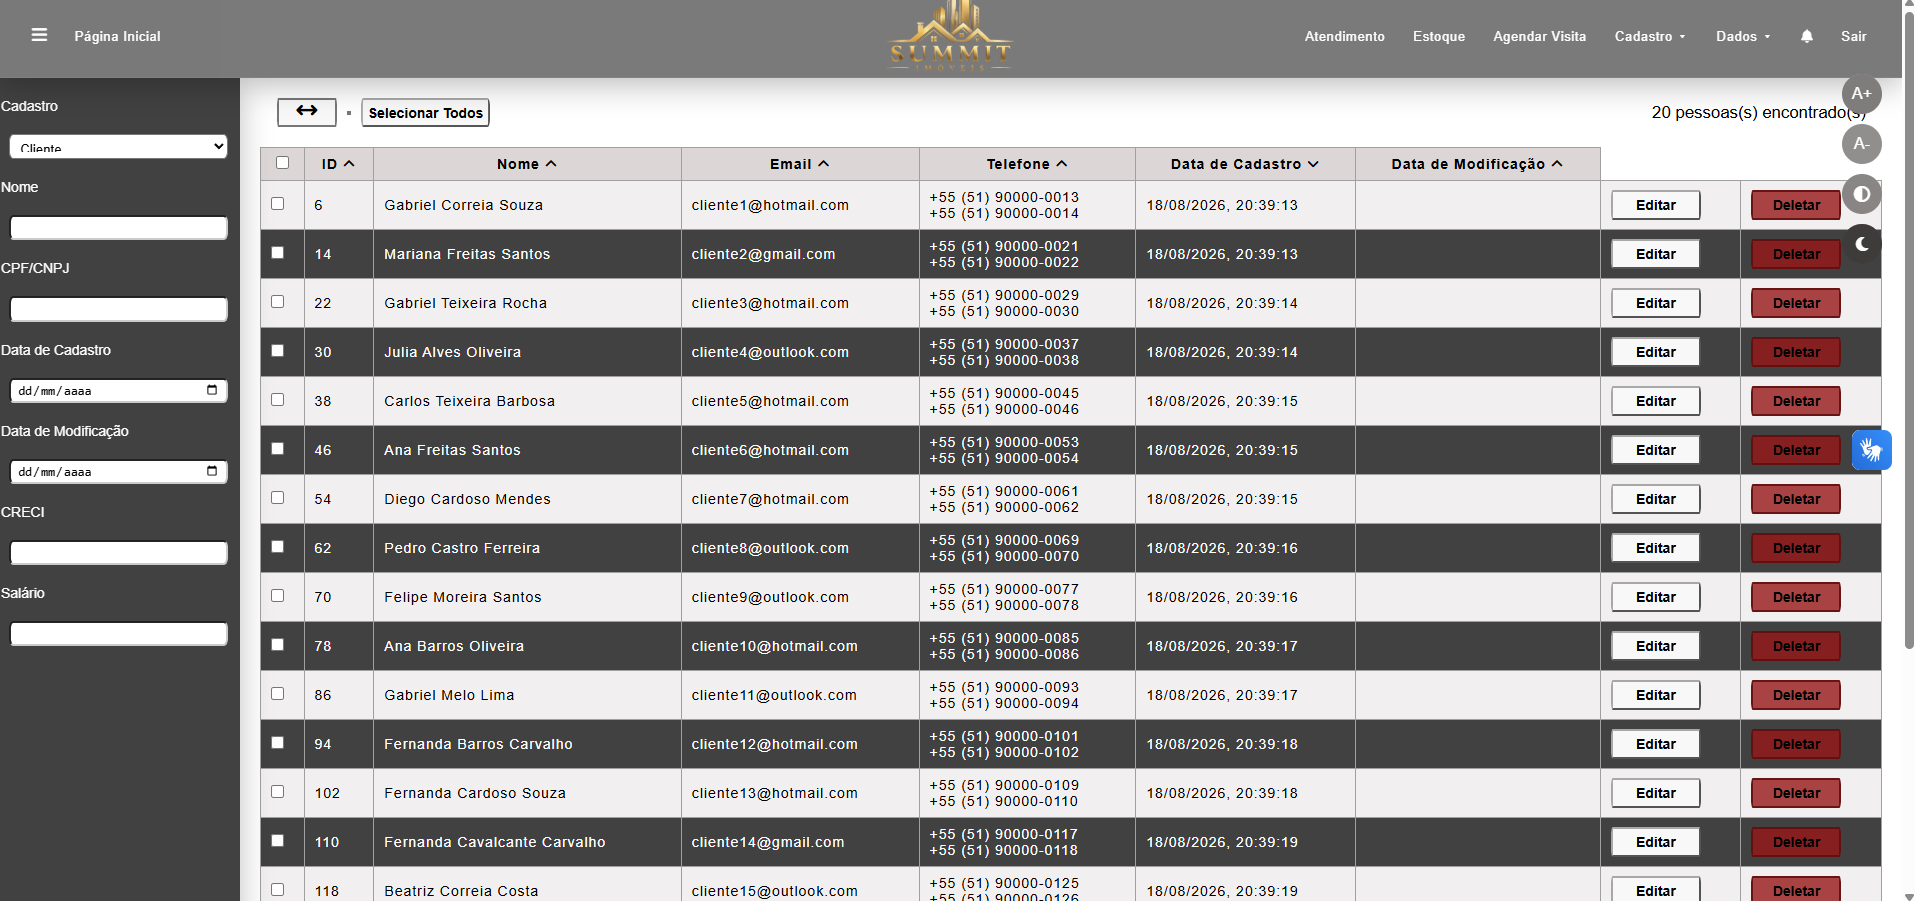 Página Inicial
SUMMIT
IMÓVEIS
Atendimento Estoque Agendar Visita Cadastro Dados Sair
Cadastro
Cliente
Nome
CPF/CNPJ
Data de Cadastro
dd/mm/aaaa
Data de Modificação
dd/mm/aaaa
CRECI
Salário
Selecionar Todos
20 pessoas(s) encontrado(s)
A+
A-
ID Nome Email Telefone Data de Cadastro Data de Modificação
6 Gabriel Correia Souza cliente1@hotmail.com +55 (51) 90000-0013 18/08/2026, 20:39:13 Editar Deletar
+55 (51) 90000-0014
14 Mariana Freitas Santos cliente2@gmail.com +55 (51) 90000-0021 18/08/2026, 20:39:13 Editar Deletar
+55 (51) 90000-0022
22 Gabriel Teixeira Rocha cliente3@hotmail.com +55 (51) 90000-0029 18/08/2026, 20:39:14 Editar Deletar
+55 (51) 90000-0030
30 Julia Alves Oliveira cliente4@outlook.com +55 (51) 90000-0037 18/08/2026, 20:39:14 Editar Deletar
+55 (51) 90000-0038
38 Carlos Teixeira Barbosa cliente5@hotmail.com +55 (51) 90000-0045 18/08/2026, 20:39:15 Editar Deletar
+55 (51) 90000-0046
46 Ana Freitas Santos cliente6@hotmail.com +55 (51) 90000-0053 18/08/2026, 20:39:15 Editar Deletar
+55 (51) 90000-0054
54 Diego Cardoso Mendes cliente7@hotmail.com +55 (51) 90000-0061 18/08/2026, 20:39:15 Editar Deletar
+55 (51) 90000-0062
62 Pedro Castro Ferreira cliente8@outlook.com +55 (51) 90000-0069 18/08/2026, 20:39:16 Editar Deletar
+55 (51) 90000-0070
70 Felipe Moreira Santos cliente9@outlook.com +55 (51) 90000-0077 18/08/2026, 20:39:16 Editar Deletar
+55 (51) 90000-0078
78 Ana Barros Oliveira cliente10@hotmail.com +55 (51) 90000-0085 18/08/2026, 20:39:17 Editar Deletar
+55 (51) 90000-0086
86 Gabriel Melo Lima cliente11@outlook.com +55 (51) 90000-0093 18/08/2026, 20:39:17 Editar Deletar
+55 (51) 90000-0094
94 Fernanda Barros Carvalho cliente12@hotmail.com +55 (51) 90000-0101 18/08/2026, 20:39:18 Editar Deletar
+55 (51) 90000-0102
102 Fernanda Cardoso Souza cliente13@hotmail.com +55 (51) 90000-0109 18/08/2026, 20:39:18 Editar Deletar
+55 (51) 90000-0110
110 Fernanda Cavalcante Carvalho cliente14@gmail.com +55 (51) 90000-0117 18/08/2026, 20:39:19 Editar Deletar
+55 (51) 90000-0118
118 Beatriz Correia Costa cliente15@outlook.com +55 (51) 90000-0125 18/08/2026, 20:39:19 Editar Deletar
+55 (51) 90000-0126